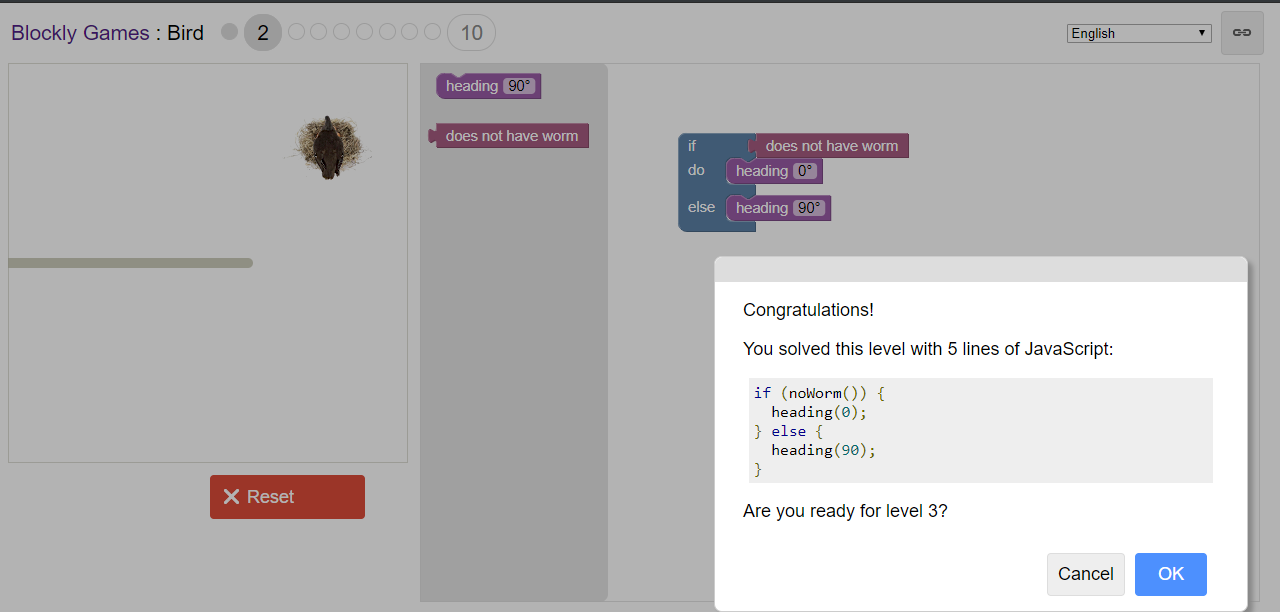 Blockly Games : Bird 2 10 English
heading 90°
does not have worm
if does not have worm
do heading 0°
else heading 90°
Congratulations!
You solved this level with 5 lines of JavaScript:
if (noWorm()) {
  heading(0);
} else {
  heading(90);
}
Reset
Are you ready for level 3?
Cancel OK